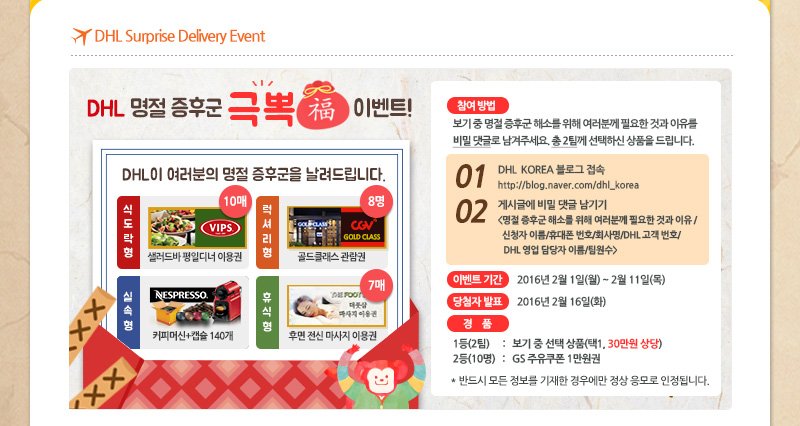 DHL Surprise Delivery Event
DHL 명절 증후군 극뽁 福 이벤트!
DHL이 여러분의 명절 증후군을 날려드립니다.
식도락형
10매
VIPS
샐러드바 평일디너 이용권
럭셔리형
8명
GOLD CLASS
CGV
GOLD CLASS
골드클래스 관람권
실속형
NESPRESSO.
커피머신+캡슐 140개
휴식형
7매
더풋샵
마사지 이용권
후면 전신 마사지 이용권
참여 방법
보기 중 명절 증후군 해소를 위해 여러분께 필요한 것과 이유를
비밀 댓글로 남겨주세요. 총 2팀께 선택하신 상품을 드립니다.
01 DHL KOREA 블로그 접속
http://blog.naver.com/dhl_korea
02 게시글에 비밀 댓글 남기기
<명절 증후군 해소를 위해 여러분께 필요한 것과 이유 /
신청자 이름/휴대폰 번호/회사명/DHL 고객 번호/
DHL 영업 담당자 이름/팀원수>
이벤트 기간 2016년 2월 1일(월) ~ 2월 11일(목)
당첨자 발표 2016년 2월 16일(화)
경 품
1등(2팀) : 보기 중 선택 상품(택1, 30만원 상당)
2등(10명) : GS 주유쿠폰 1만원권
* 반드시 모든 정보를 기재한 경우에만 정상 응모로 인정됩니다.